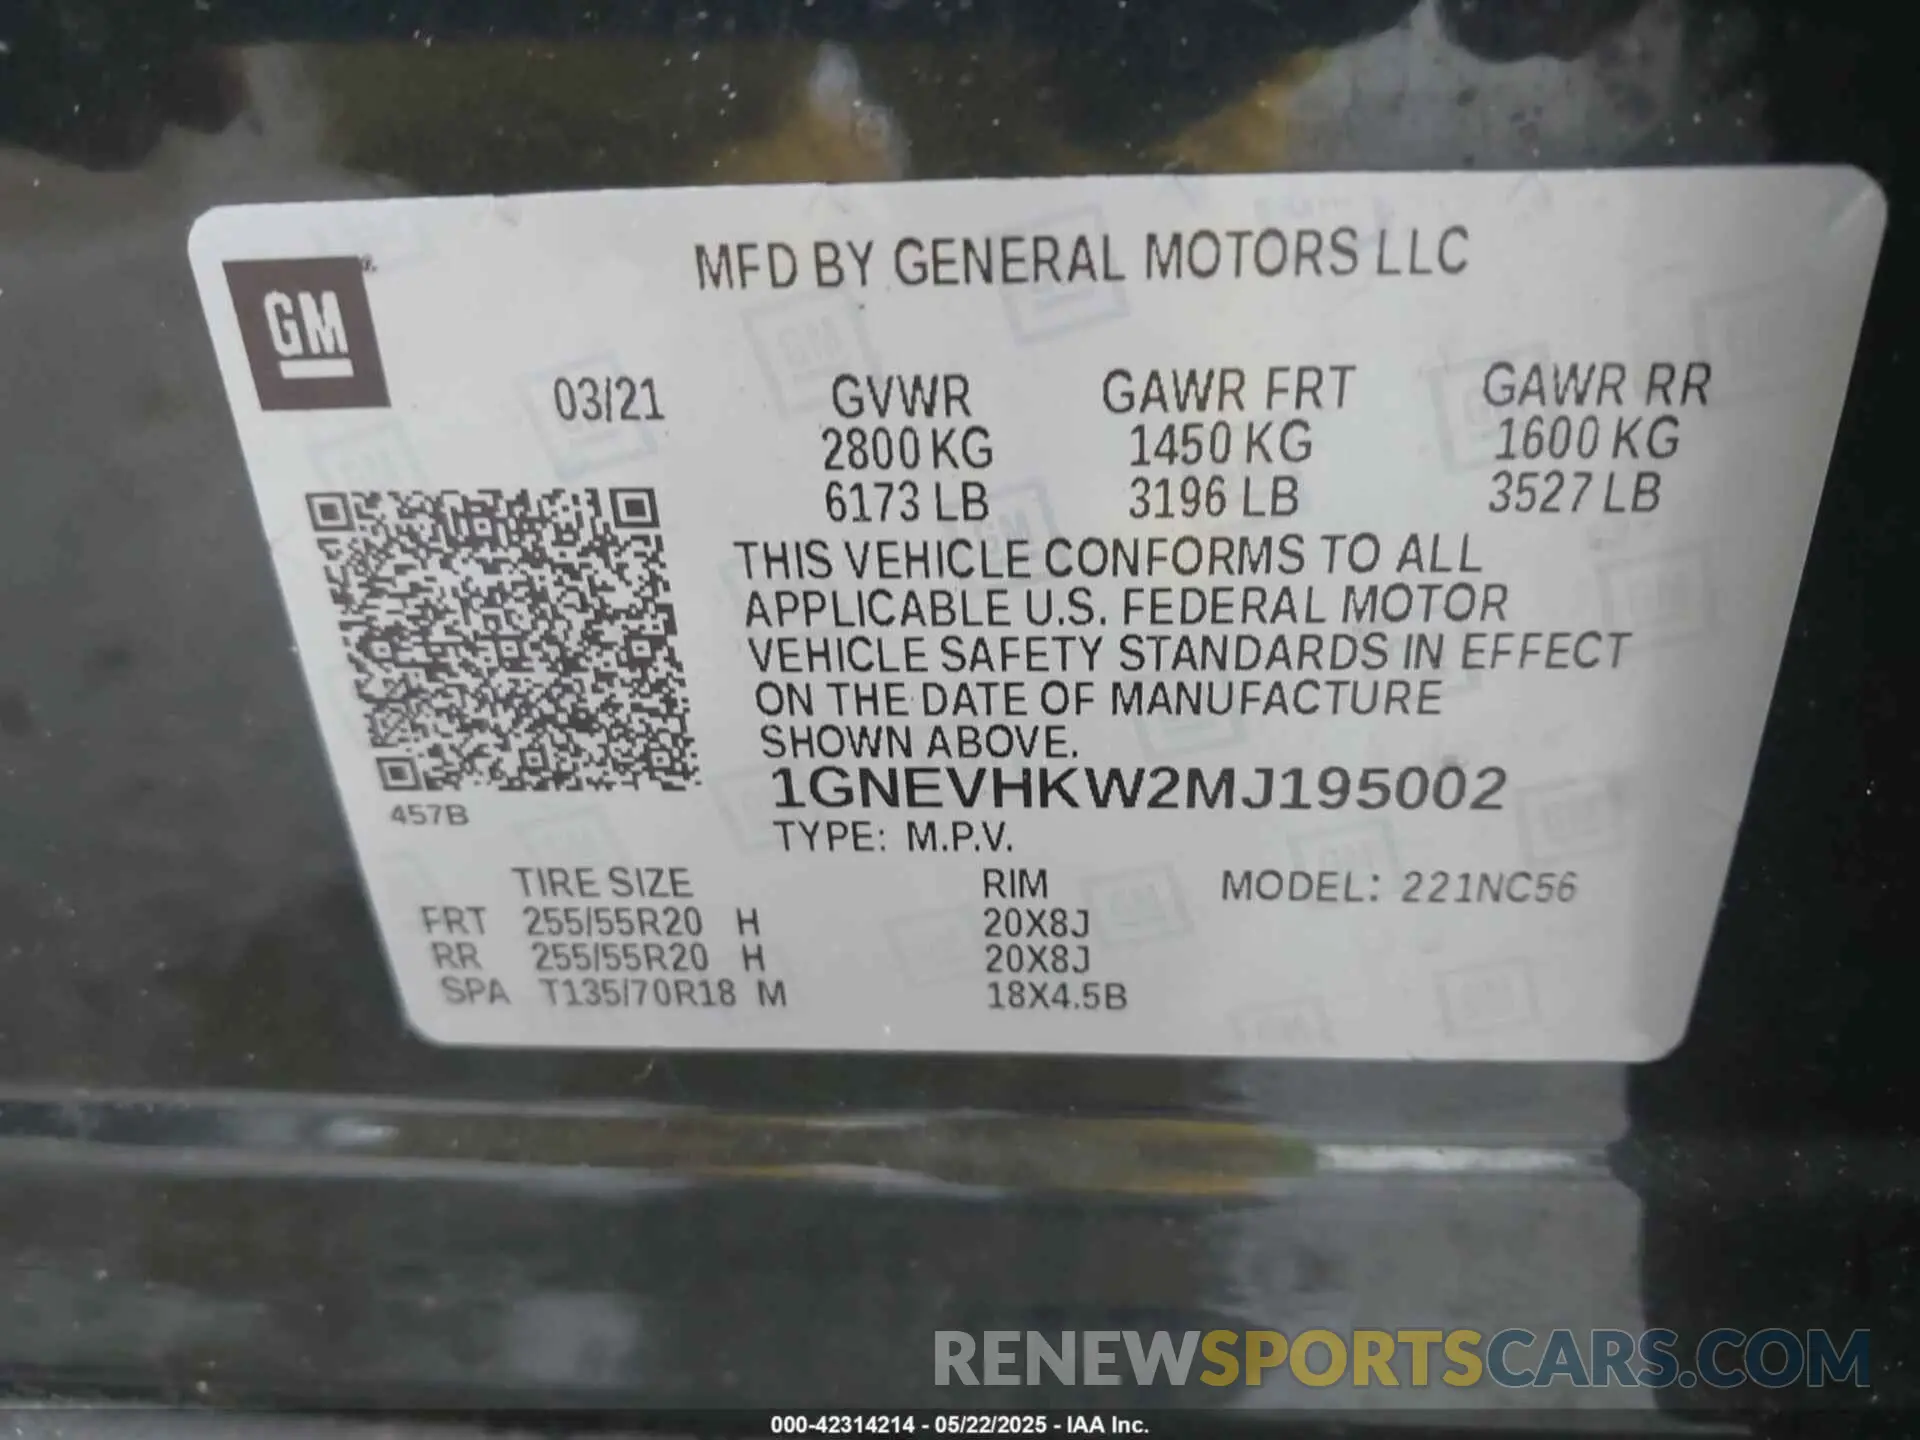 MFD BY GENERAL MOTORS LLC
GM
03/21 GVWR GAWR FRT GAWR RR
2800 KG 1450 KG 1600 KG
6173 LB 3196 LB 3527 LB
THIS VEHICLE CONFORMS TO ALL
APPLICABLE U.S. FEDERAL MOTOR
VEHICLE SAFETY STANDARDS IN EFFECT
ON THE DATE OF MANUFACTURE
SHOWN ABOVE.
1GNEVHKW2MJ195002
457B
TYPE: M.P.V.
TIRE SIZE RIM MODEL: 221NC56
FRT 255/55R20 H 20X8J
RR 255/55R20 H 20X8J
SPA T135/70R18 M 18X4.5B
RENEWSPORTSCARS.COM
000-42314214 - 05/22/2025 - IAA Inc.